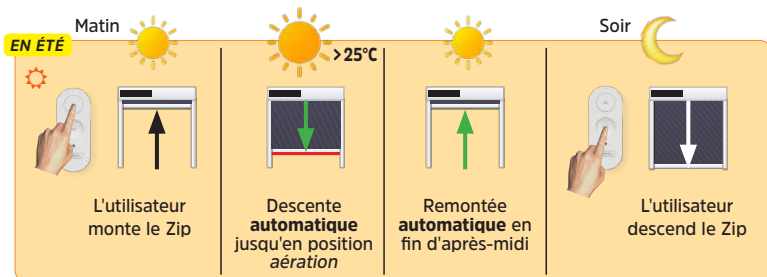 Matin
Soir
EN ÉTÉ
>25°C
L'utilisateur
monte le Zip
Descente
automatique
jusqu'en position
aération
Remontée
automatique en
fin d'après-midi
L'utilisateur
descend le Zip